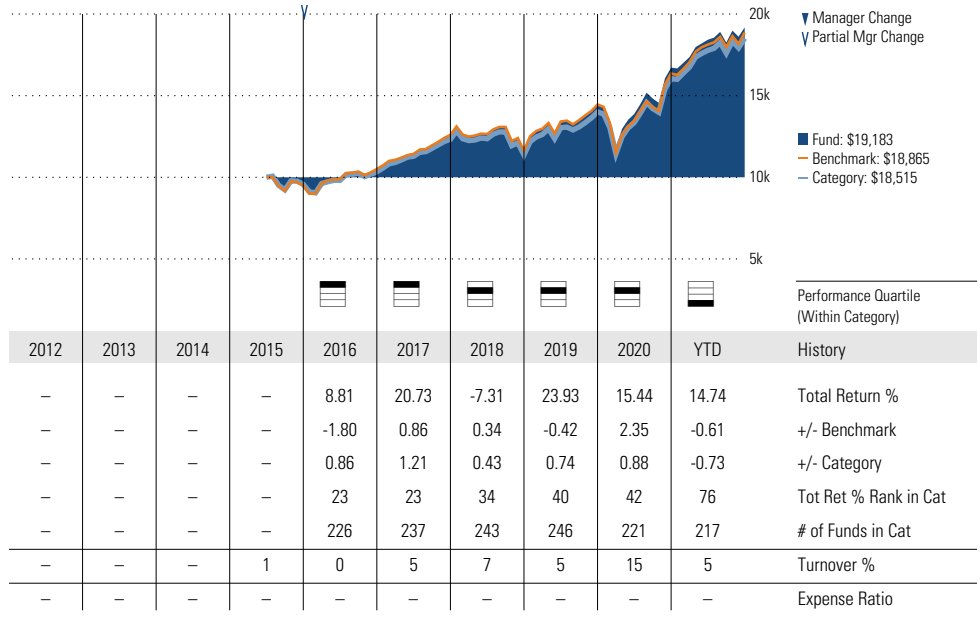 20k
15k
10k
5k
Manager Change
Partial Mgr Change
Fund: $19,183
Benchmark: $18,865
Category: $18,515
Performance Quartile
(Within Category)
2012 2013 2014 2015 2016 2017 2018 2019 2020 YTD History
– – – – 8.81 20.73 -7.31 23.93 15.44 14.74 Total Return %
– – – – -1.80 0.86 0.34 -0.42 2.35 -0.61 +/- Benchmark
– – – – 0.86 1.21 0.43 0.74 0.88 -0.73 +/- Category
– – – – 23 23 34 40 42 76 Tot Ret % Rank in Cat
– – – – 226 237 243 246 221 217 # of Funds in Cat
– – – 1 0 5 7 5 15 5 Turnover %
– – – – – – – – – – Expense Ratio